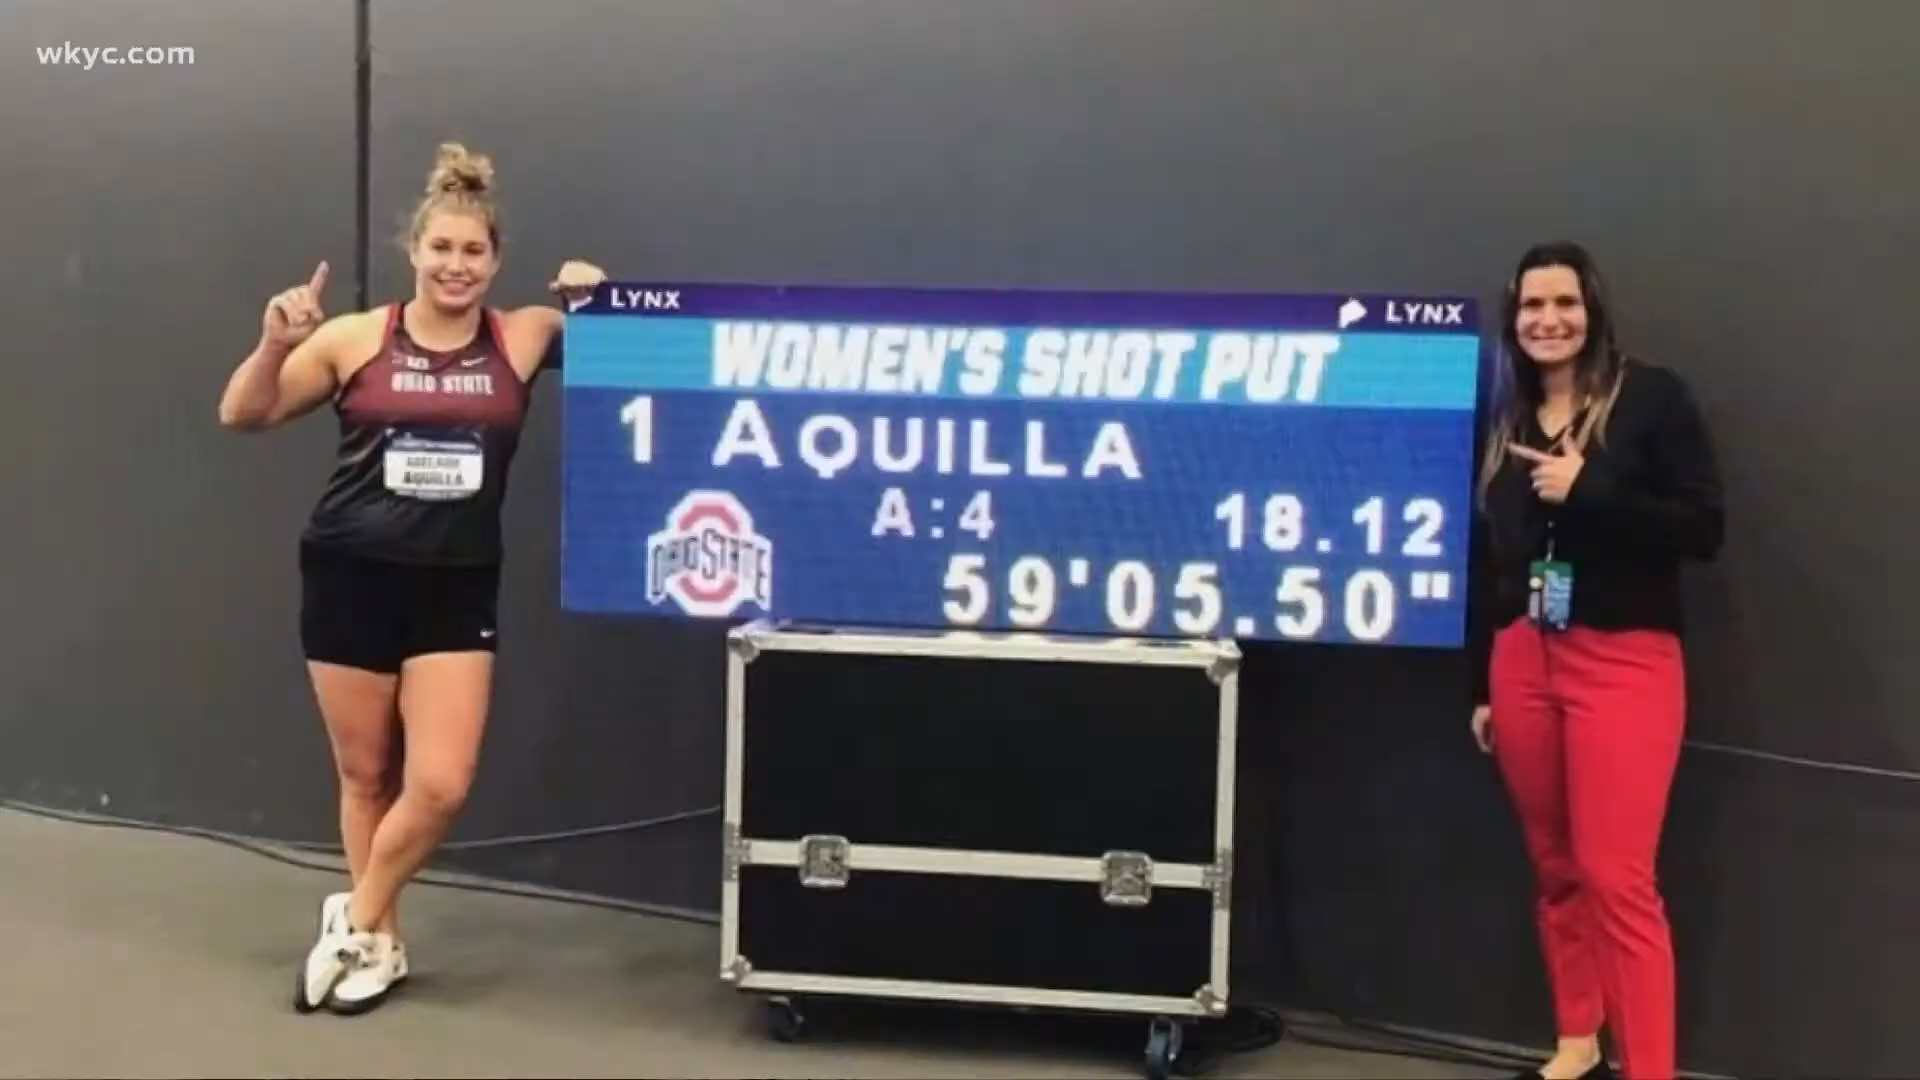 wkyc.com
LYNX LYNX
WOMEN'S SHOT PUT
1 AQUILLA
A:4 18.12
59'05.50"
OHIO STATE
OHIO STATE
AQUILLA